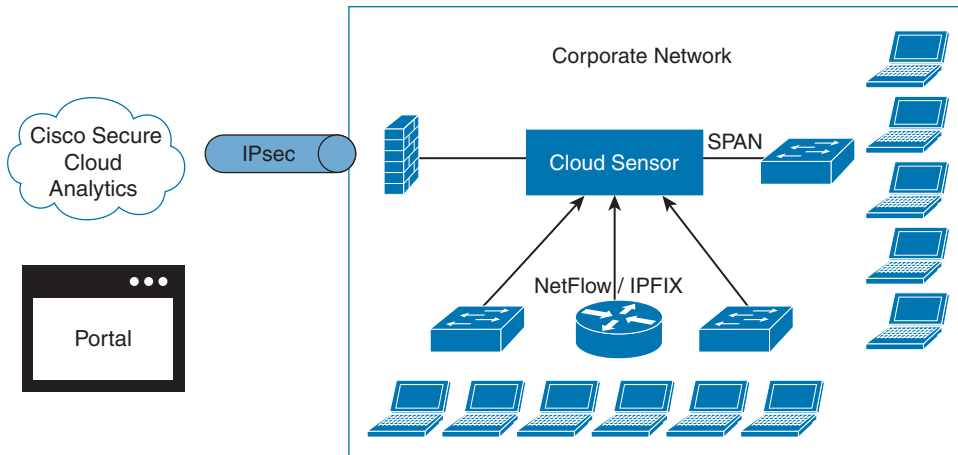 Corporate Network
Cisco Secure
Cloud
Analytics
IPsec
Cloud Sensor
SPAN
NetFlow / IPFIX
Portal